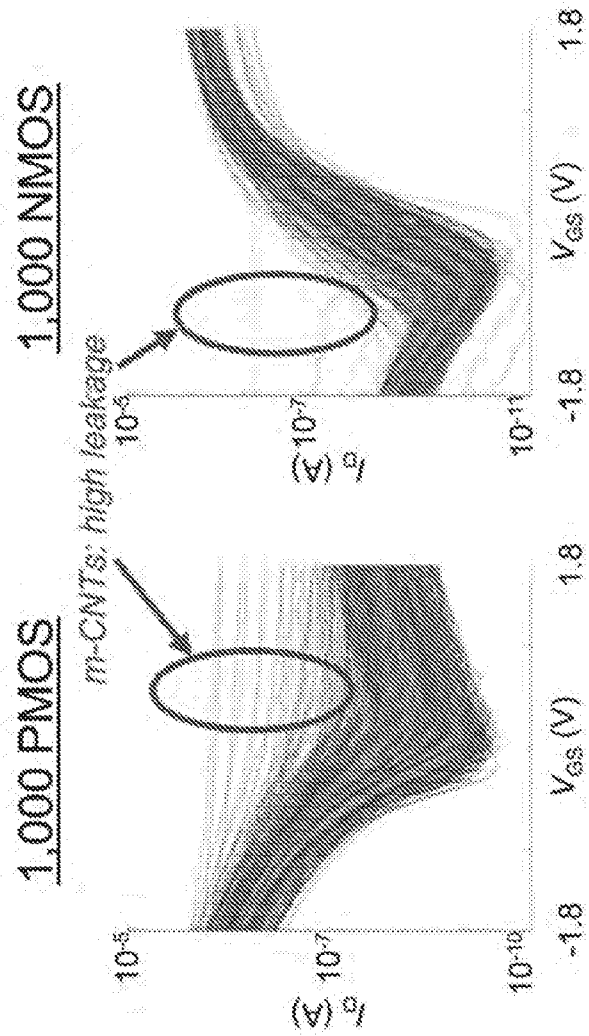 1,000 PMOS
1,000 NMOS
m-CNTs: high leakage
10-5
10-7
10-10
ID (A)
-1.8
VGS (V)
1.8
10-5
10-7
10-11
ID (A)
-1.8
VGS (V)
1.8